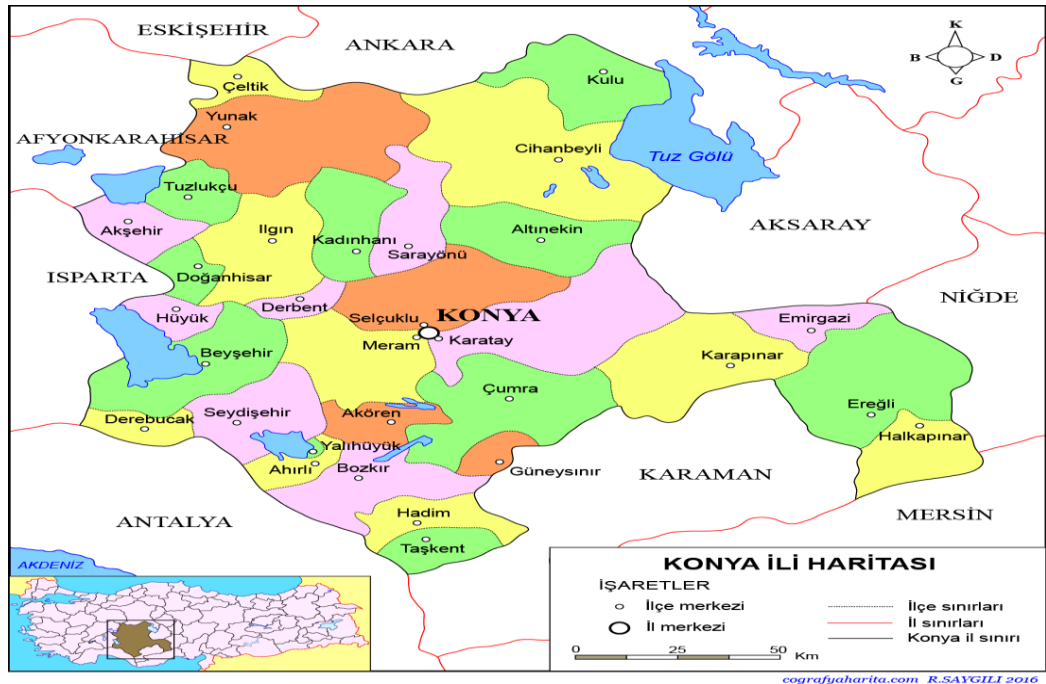 ESKİŞEHİR
ANKARA
K
B
D
G
Kulu
Çeltik
Yunak
AFYONKARAHİSAR
Cihanbeyli
Tuz Gölü
Tuzlukçu
Akşehir
Ilgın
Kadınhanı
Sarayönü
Altınekin
AKSARAY
ISPARTA
Doğanhisar
Derbent
Hüyük
Selçuklu
KONYA
NİĞDE
Emirgazi
Meram
Karatay
Beyşehir
Karapınar
Çumra
Derebucak
Seydişehir
Akören
Ereğli
Halkapınar
Yalıhüyük
Ahırlı
Bozkır
Güneysınır
KARAMAN
Hadim
MERSİN
ANTALYA
Taşkent
AKDENİZ
KONYA İLİ HARİTASI
İŞARETLER
İlçe merkezi
İl merkezi
İlçe sınırları
İl sınırları
Konya il sınırı
0 25 50 Km
cografyaharita.com R.SAYGILI 2016